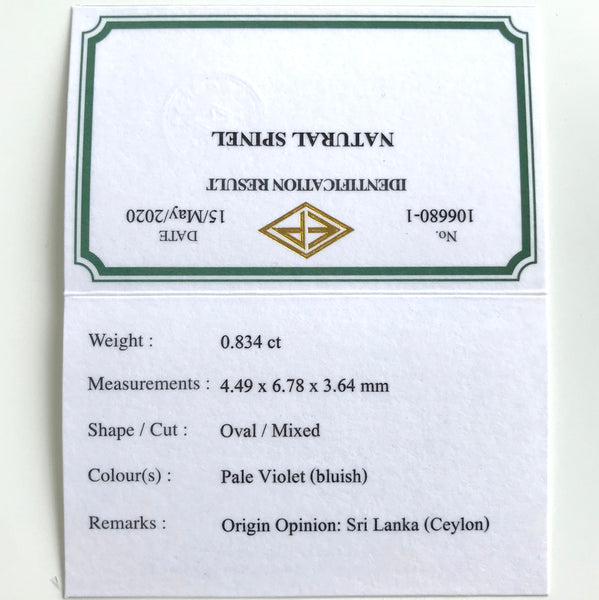 No. 106680-1
DATE 15/May/2020
IDENTIFICATION RESULT
NATURAL SPINEL
Weight : 0.834 ct
Measurements : 4.49 x 6.78 x 3.64 mm
Shape / Cut : Oval / Mixed
Colour(s) : Pale Violet (bluish)
Remarks : Origin Opinion: Sri Lanka (Ceylon)